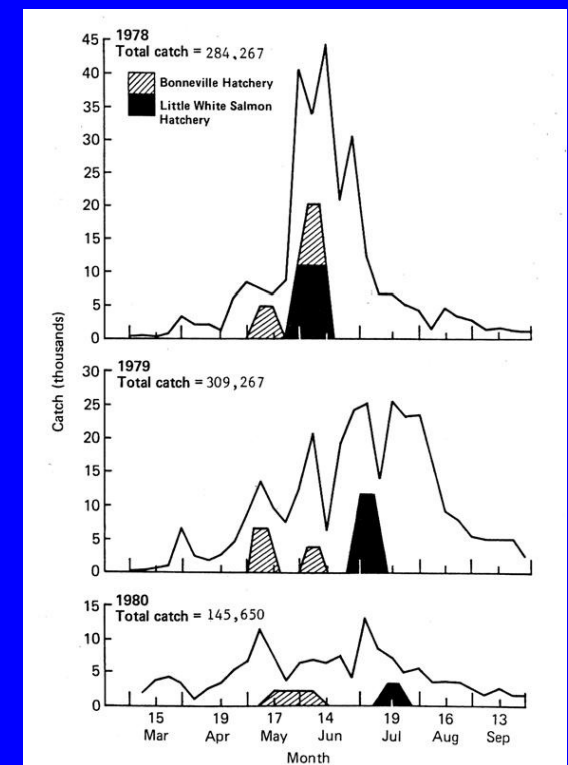 1978
Total catch = 284,267
Bonneville Hatchery
Little White Salmon
Hatchery
45
40
35
30
25
20
15
10
5
0
1979
Total catch = 309,267
30
25
20
15
10
5
0
Catch (thousands)
1980
Total catch = 145,650
15
10
5
0
15 19 17 14 19 16 13
Mar Apr May Jun Jul Aug Sep
Month